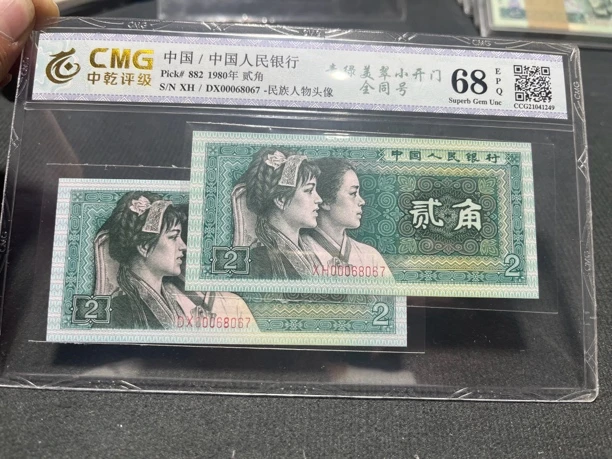 CMG
中乾评级
中国 / 中国人民银行
Pick# 882 1980年 贰角
S/N XH / DX00068067 -民族人物头像
美翠小开门
全同号
68
EPQ
Superb Gem Unc
CCG21041249
中国人民银行
贰角
2
XH00068067
2
2
DX00068067
2